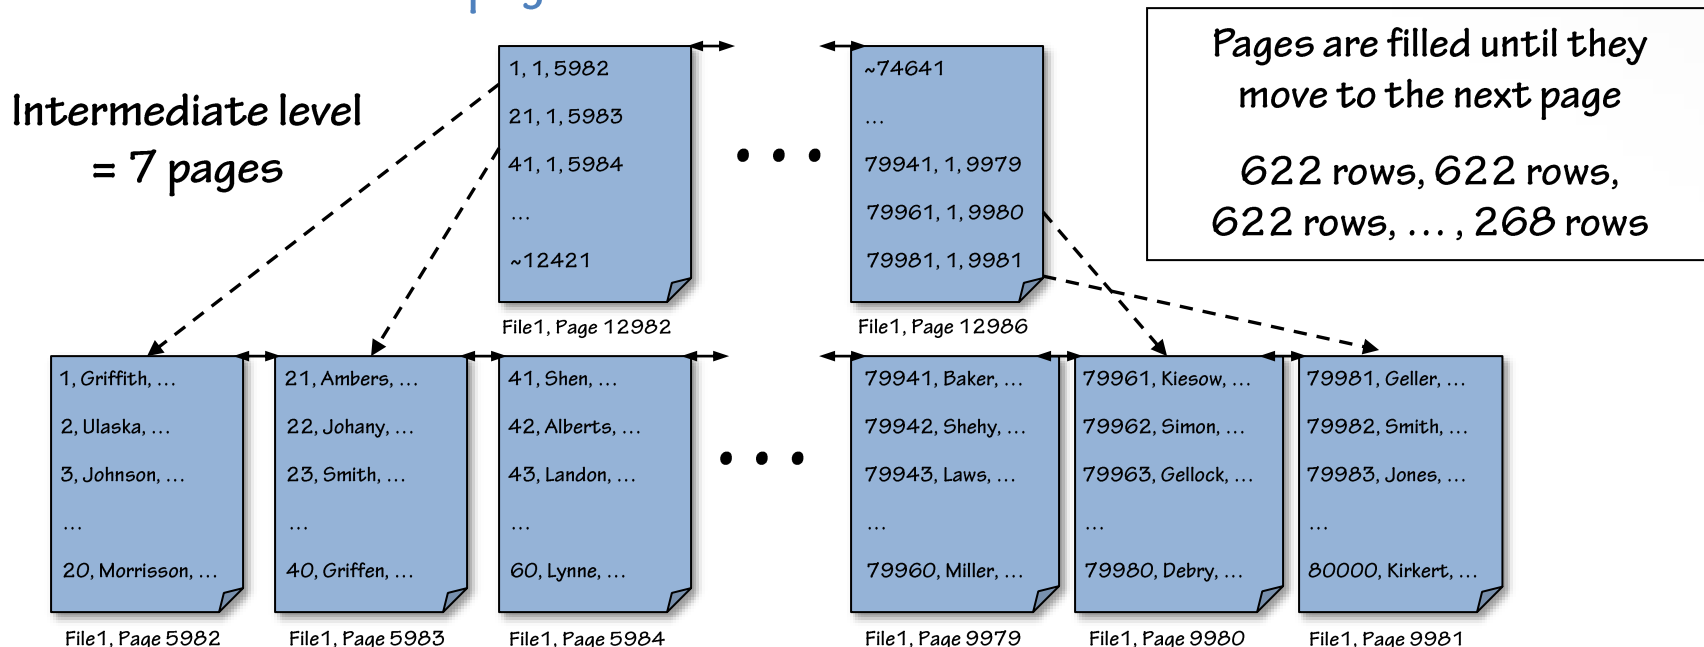 Intermediate level
= 7 pages
1, 1, 5982
21, 1, 5983
41, 1, 5984
...
~12421
File1, Page 12982
~74641
...
79941, 1, 9979
79961, 1, 9980
79981, 1, 9981
File1, Page 12986
Pages are filled until they
move to the next page
622 rows, 622 rows,
622 rows, ... , 268 rows
1, Griffith, ...
2, Ulaska, ...
3, Johnson, ...
...
20, Morrisson, ...
File1, Page 5982
21, Ambers, ...
22, Johany, ...
23, Smith, ...
...
40, Griffen, ...
File1, Page 5983
41, Shen, ...
42, Alberts, ...
43, Landon, ...
...
60, Lynne, ...
File1, Page 5984
79941, Baker, ...
79942, Shehy, ...
79943, Laws, ...
...
79960, Miller, ...
File1, Page 9979
79961, Kiesow, ...
79962, Simon, ...
79963, Gellock, ...
...
79980, Debry, ...
File1, Page 9980
79981, Geller, ...
79982, Smith, ...
79983, Jones, ...
...
80000, Kirkert, ...
File1, Page 9981